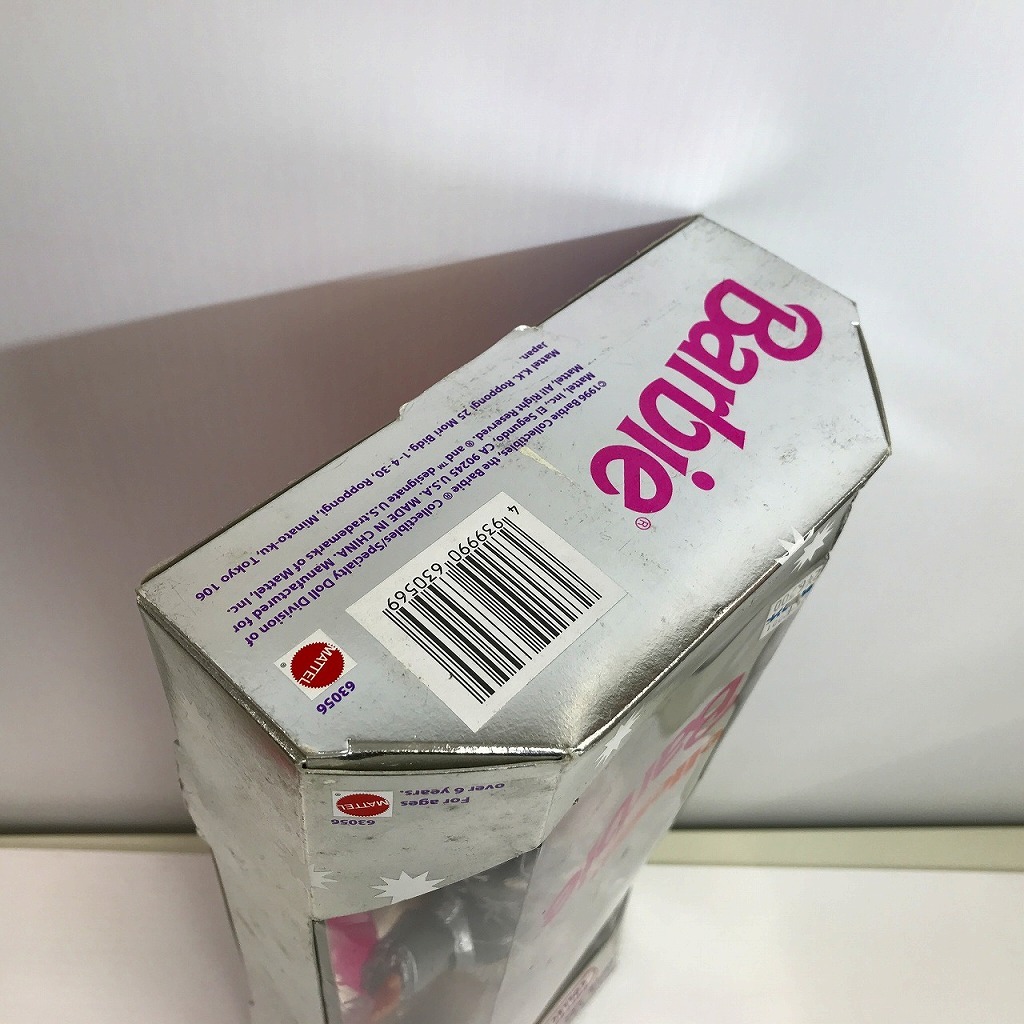 Barbie®
©1996 Barbie Collectibles, the Barbie ® Collectibles/Specialty Doll Division of
Mattel, Inc., El Segundo, CA 90245 U.S.A. MADE IN CHINA. Manufactured for
Mattel, All Right Reserved. ® and ™ designate U.S. trademarks of Mattel, Inc.
Mattel K.K. Roppongi 25 Mori Bldg. 1-4-30, Roppongi, Minato-ku, Tokyo 106
Japan.
4 939990 630569
MATTEL ®
63056
For ages
over 6 years.
MATTEL
63056
Barbie